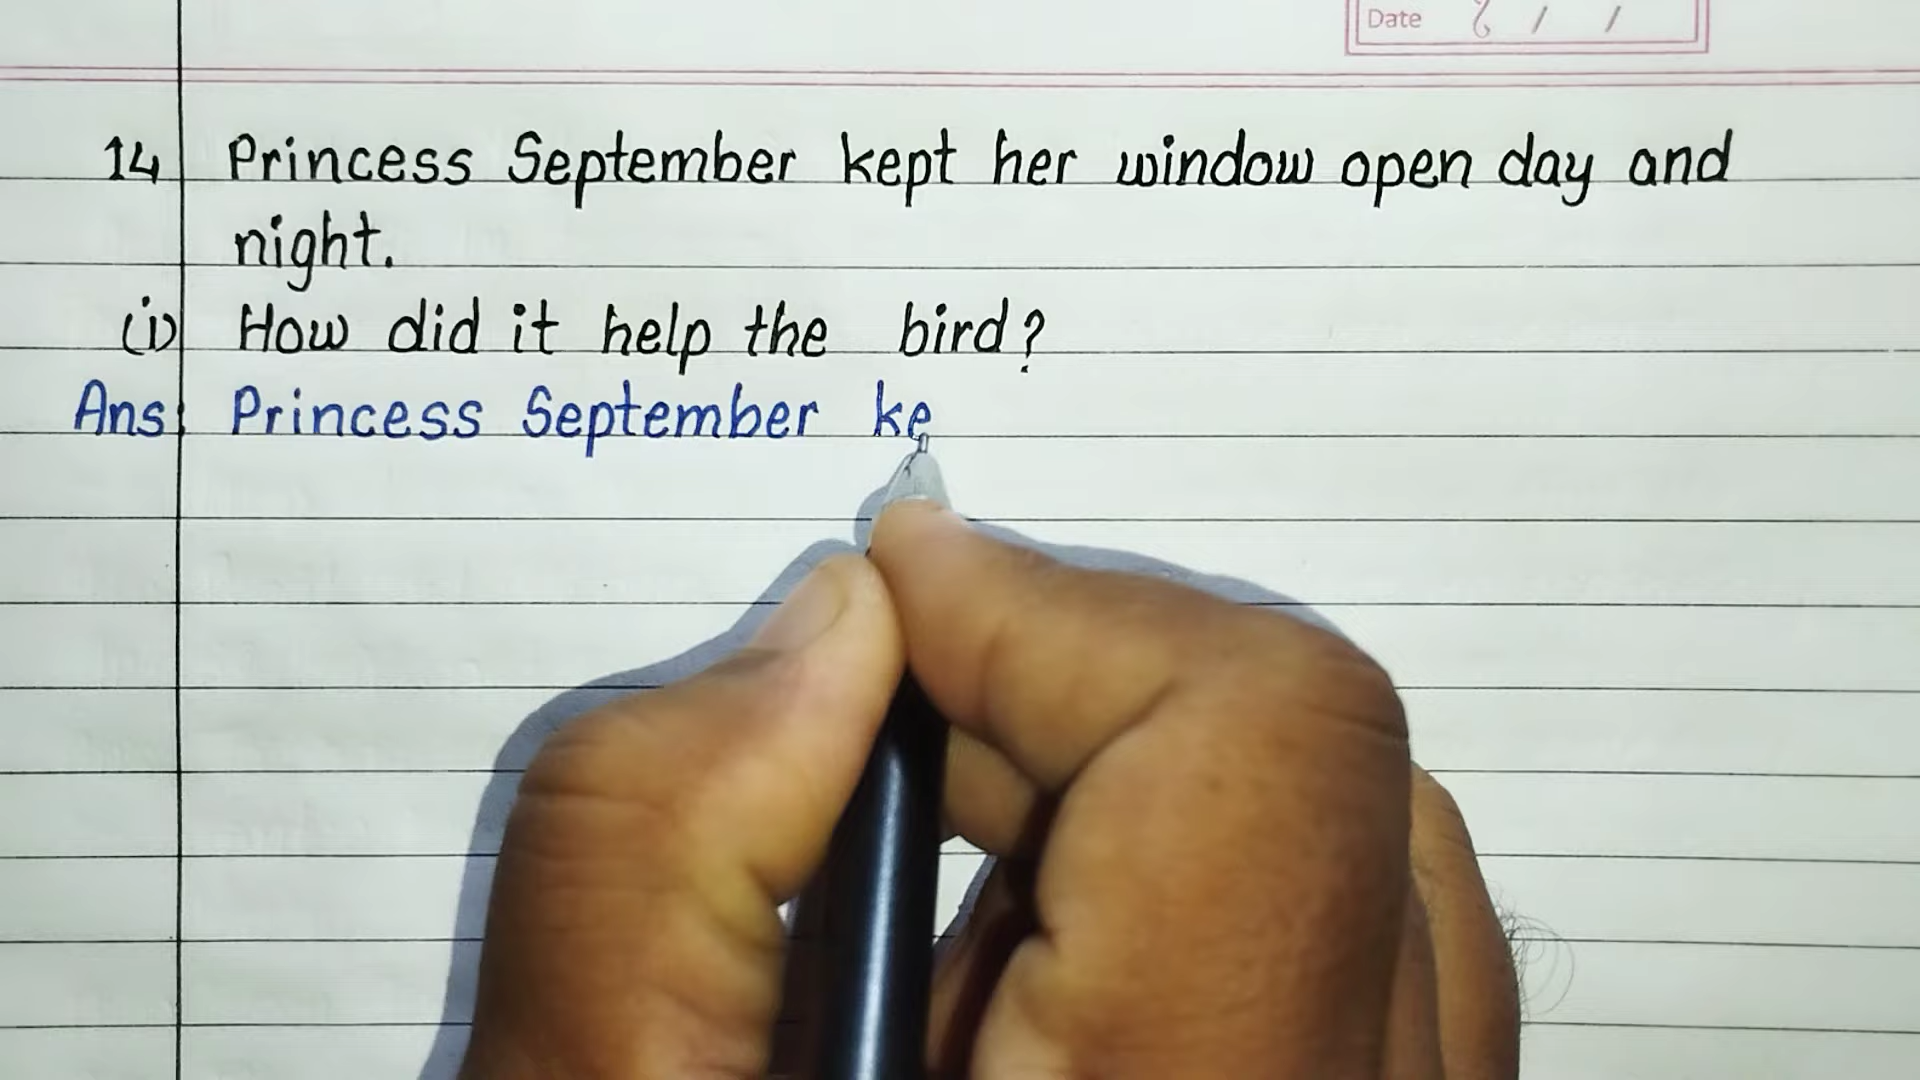 Date / /
14 Princess September kept her window open day and
night.
(i) How did it help the bird?
Ans. Princess September ke